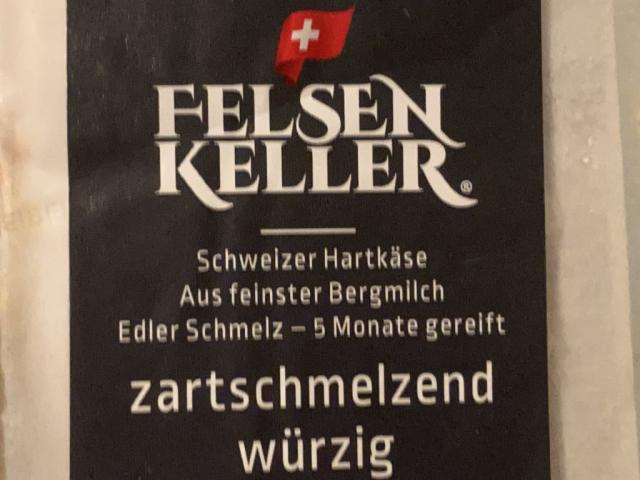 FELSEN
KELLER®
Schweizer Hartkäse
Aus feinster Bergmilch
Edler Schmelz – 5 Monate gereift
zartschmelzend
würzig